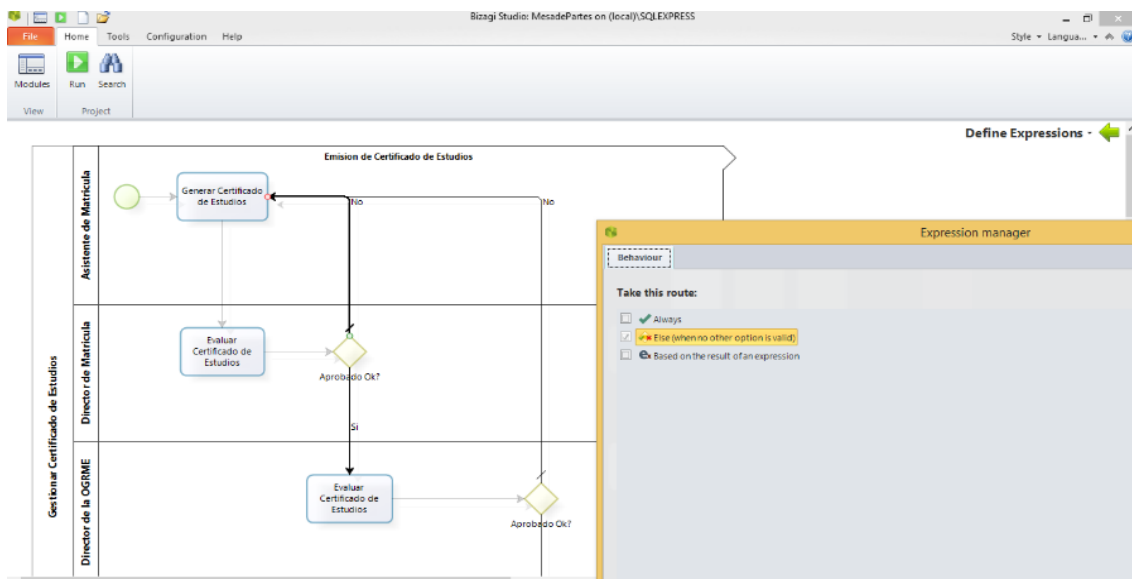 Bizagi Studio: MesadePartes on (local)\SQLEXPRESS
File Home Tools Configuration Help
Style Langua...
Modules Run Search
View Project
Define Expressions -
Emision de Certificado de Estudios
Gestionar Certificado de Estudios
Asistente de Matricula
Generar Certificado
de Estudios
No
No
Director de Matricula
Evaluar
Certificado de
Estudios
Aprobado Ok?
Si
Director de la OGRME
Evaluar
Certificado de
Estudios
Aprobado Ok?
Expression manager
Behaviour
Take this route:
Always
Else (when no other option is valid)
Based on the result of an expression